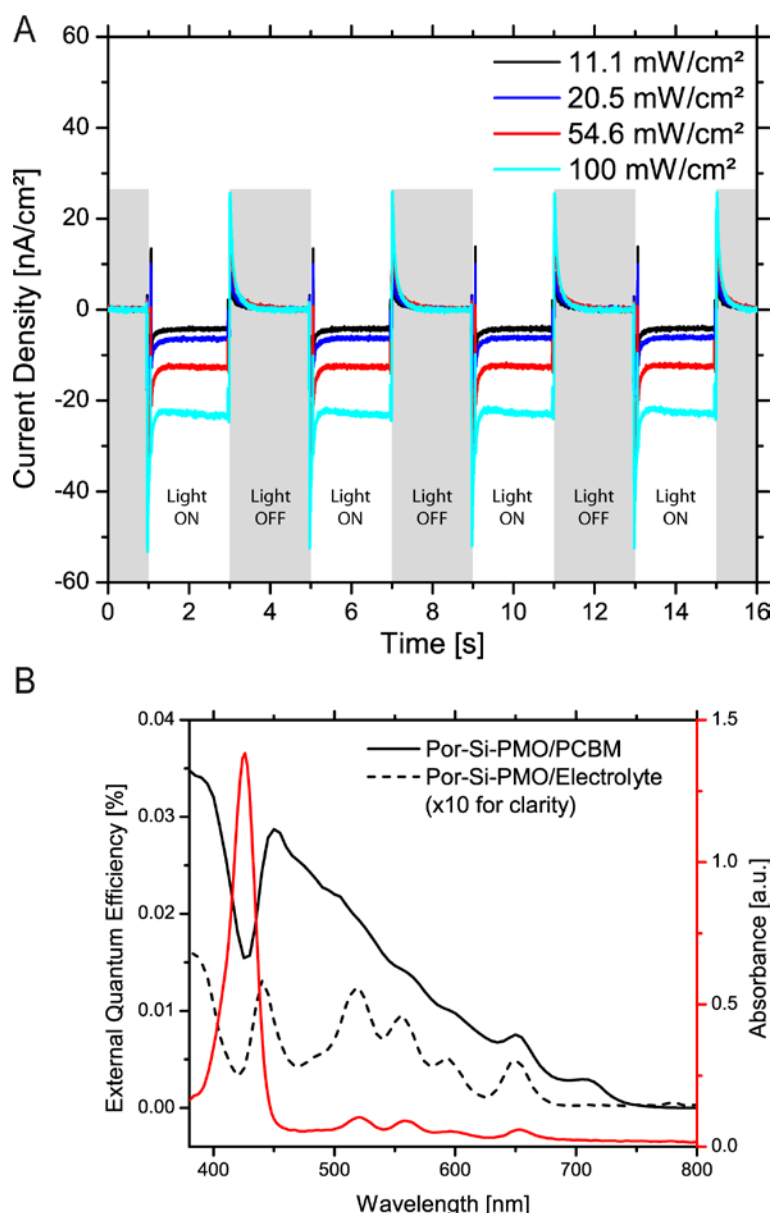 A
60
40
20
0
-20
-40
-60
Current Density [nA/cm²]
11.1 mW/cm²
20.5 mW/cm²
54.6 mW/cm²
100 mW/cm²
Light
ON
Light
OFF
Light
ON
Light
OFF
Light
ON
Light
OFF
Light
ON
0 2 4 6 8 10 12 14 16
Time [s]
B
0.04
0.03
0.02
0.01
0.00
External Quantum Efficiency [%]
Por-Si-PMO/PCBM
Por-Si-PMO/Electrolyte
(x10 for clarity)
1.5
1.0
0.5
0.0
Absorbance [a.u.]
400 500 600 700 800
Wavelength [nm]